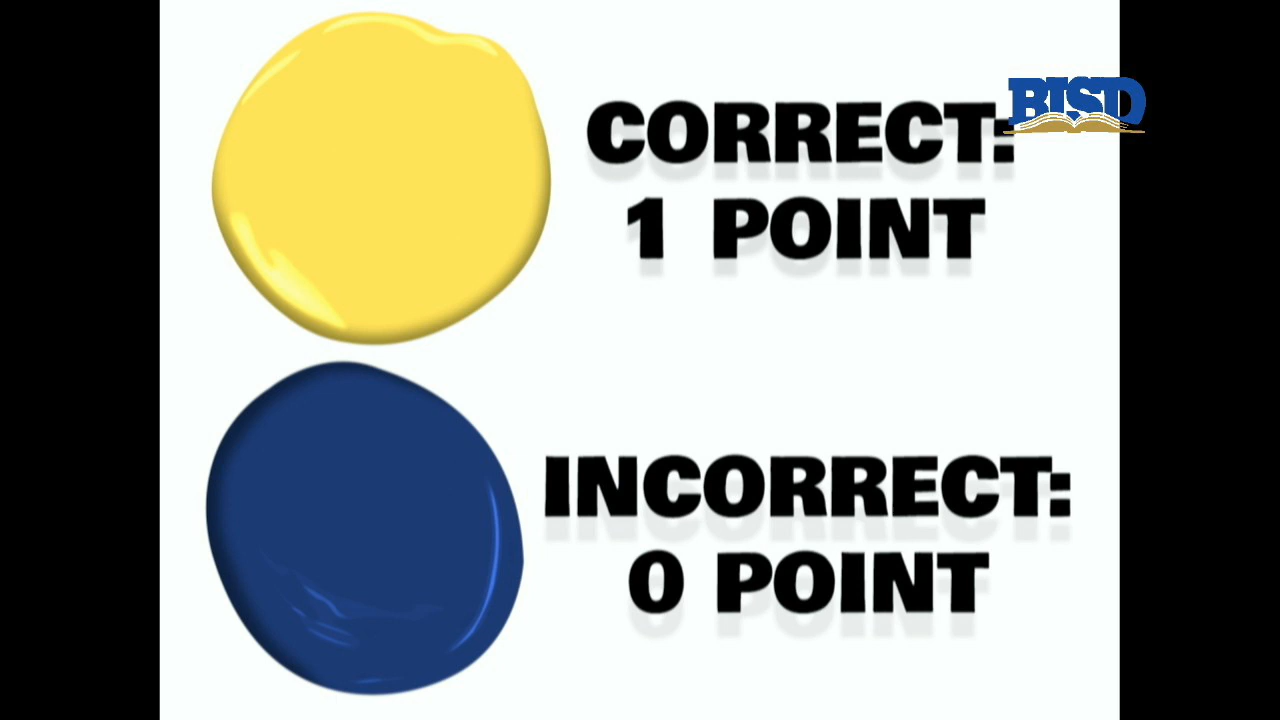 BISD
CORRECT:
1 POINT
INCORRECT:
0 POINT